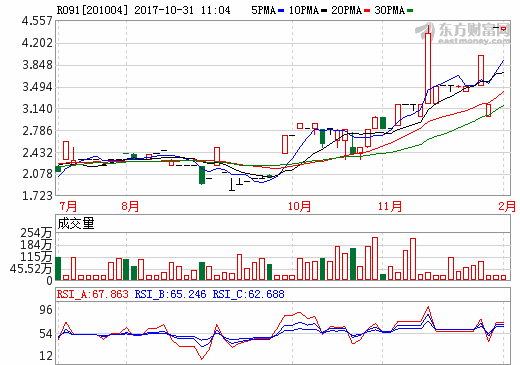 R091[201004] 2017-10-31 11:04 5PMA 10PMA 20PMA 30PMA
4.557
东方财富网
eastmoney.com
4.202
3.848
3.494
3.140
2.786
2.432
2.078
1.723
7月 8月 10月 11月 2月
成交量
254万
184万
115万
45.52万
0
RSI_A:67.863 RSI_B:65.246 RSI_C:62.688
96
54
12